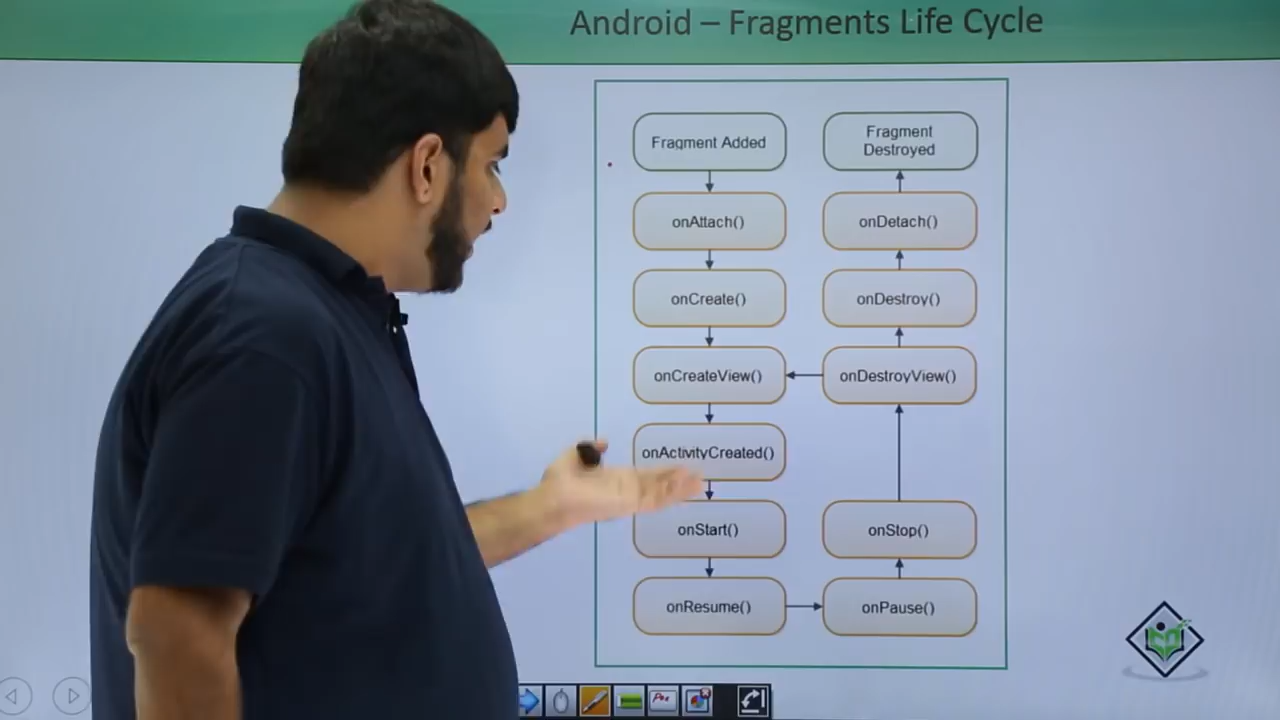 Android – Fragments Life Cycle
Fragment Added
onAttach()
onCreate()
onCreateView()
onActivityCreated()
onStart()
onResume()
Fragment
Destroyed
onDetach()
onDestroy()
onDestroyView()
onStop()
onPause()